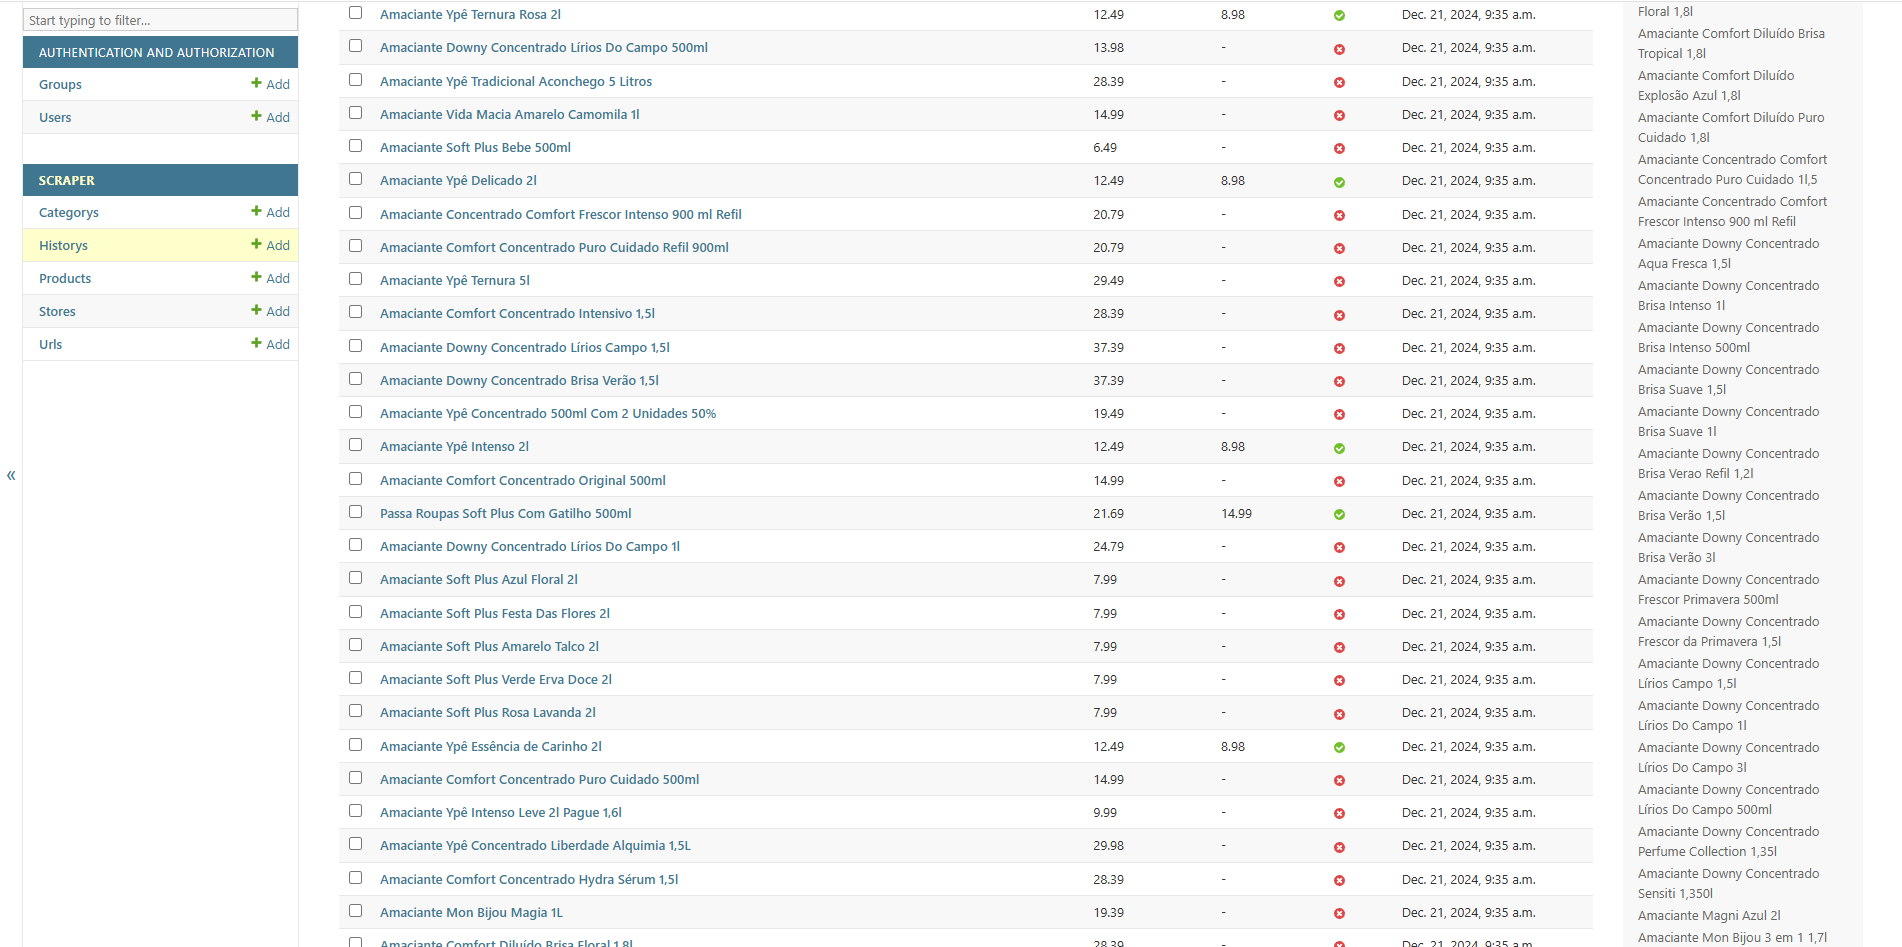 Start typing to filter...
AUTHENTICATION AND AUTHORIZATION
Groups + Add
Users + Add
SCRAPER
Categorys + Add
Historys + Add
Products + Add
Stores + Add
Urls + Add
«
Amaciante Ypê Ternura Rosa 2l 12.49 8.98 Dec. 21, 2024, 9:35 a.m.
Amaciante Downy Concentrado Lírios Do Campo 500ml 13.98 - Dec. 21, 2024, 9:35 a.m.
Amaciante Ypê Tradicional Aconchego 5 Litros 28.39 - Dec. 21, 2024, 9:35 a.m.
Amaciante Vida Macia Amarelo Camomila 1l 14.99 - Dec. 21, 2024, 9:35 a.m.
Amaciante Soft Plus Bebe 500ml 6.49 - Dec. 21, 2024, 9:35 a.m.
Amaciante Ypê Delicado 2l 12.49 8.98 Dec. 21, 2024, 9:35 a.m.
Amaciante Concentrado Comfort Frescor Intenso 900 ml Refil 20.79 - Dec. 21, 2024, 9:35 a.m.
Amaciante Comfort Concentrado Puro Cuidado Refil 900ml 20.79 - Dec. 21, 2024, 9:35 a.m.
Amaciante Ypê Ternura 5l 29.49 - Dec. 21, 2024, 9:35 a.m.
Amaciante Comfort Concentrado Intensivo 1,5l 28.39 - Dec. 21, 2024, 9:35 a.m.
Amaciante Downy Concentrado Lírios Campo 1,5l 37.39 - Dec. 21, 2024, 9:35 a.m.
Amaciante Downy Concentrado Brisa Verão 1,5l 37.39 - Dec. 21, 2024, 9:35 a.m.
Amaciante Ypê Concentrado 500ml Com 2 Unidades 50% 19.49 - Dec. 21, 2024, 9:35 a.m.
Amaciante Ypê Intenso 2l 12.49 8.98 Dec. 21, 2024, 9:35 a.m.
Amaciante Comfort Concentrado Original 500ml 14.99 - Dec. 21, 2024, 9:35 a.m.
Passa Roupas Soft Plus Com Gatilho 500ml 21.69 14.99 Dec. 21, 2024, 9:35 a.m.
Amaciante Downy Concentrado Lírios Do Campo 1l 24.79 - Dec. 21, 2024, 9:35 a.m.
Amaciante Soft Plus Azul Floral 2l 7.99 - Dec. 21, 2024, 9:35 a.m.
Amaciante Soft Plus Festa Das Flores 2l 7.99 - Dec. 21, 2024, 9:35 a.m.
Amaciante Soft Plus Amarelo Talco 2l 7.99 - Dec. 21, 2024, 9:35 a.m.
Amaciante Soft Plus Verde Erva Doce 2l 7.99 - Dec. 21, 2024, 9:35 a.m.
Amaciante Soft Plus Rosa Lavanda 2l 7.99 - Dec. 21, 2024, 9:35 a.m.
Amaciante Ypê Essência de Carinho 2l 12.49 8.98 Dec. 21, 2024, 9:35 a.m.
Amaciante Comfort Concentrado Puro Cuidado 500ml 14.99 - Dec. 21, 2024, 9:35 a.m.
Amaciante Ypê Intenso Leve 2l Pague 1,6l 9.99 - Dec. 21, 2024, 9:35 a.m.
Amaciante Ypê Concentrado Liberdade Alquimia 1,5L 29.98 - Dec. 21, 2024, 9:35 a.m.
Amaciante Comfort Concentrado Hydra Sérum 1,5l 28.39 - Dec. 21, 2024, 9:35 a.m.
Amaciante Mon Bijou Magia 1L 19.39 - Dec. 21, 2024, 9:35 a.m.
Amaciante Comfort Diluído Brisa Floral 1,8l 28.39 - Dec. 21, 2024, 9:35 a.m.
Floral 1,8l
Amaciante Comfort Diluído Brisa
Tropical 1,8l
Amaciante Comfort Diluído
Explosão Azul 1,8l
Amaciante Comfort Diluído Puro
Cuidado 1,8l
Amaciante Concentrado Comfort
Concentrado Puro Cuidado 1l,5
Amaciante Concentrado Comfort
Frescor Intenso 900 ml Refil
Amaciante Downy Concentrado
Aqua Fresca 1,5l
Amaciante Downy Concentrado
Brisa Intenso 1l
Amaciante Downy Concentrado
Brisa Intenso 500ml
Amaciante Downy Concentrado
Brisa Suave 1,5l
Amaciante Downy Concentrado
Brisa Suave 1l
Amaciante Downy Concentrado
Brisa Verao Refil 1,2l
Amaciante Downy Concentrado
Brisa Verão 1,5l
Amaciante Downy Concentrado
Brisa Verão 3l
Amaciante Downy Concentrado
Frescor Primavera 500ml
Amaciante Downy Concentrado
Frescor da Primavera 1,5l
Amaciante Downy Concentrado
Lírios Campo 1,5l
Amaciante Downy Concentrado
Lírios Do Campo 1l
Amaciante Downy Concentrado
Lírios Do Campo 3l
Amaciante Downy Concentrado
Lírios Do Campo 500ml
Amaciante Downy Concentrado
Perfume Collection 1,35l
Amaciante Downy Concentrado
Sensiti 1,350l
Amaciante Magni Azul 2l
Amaciante Mon Bijou 3 em 1 1,7l